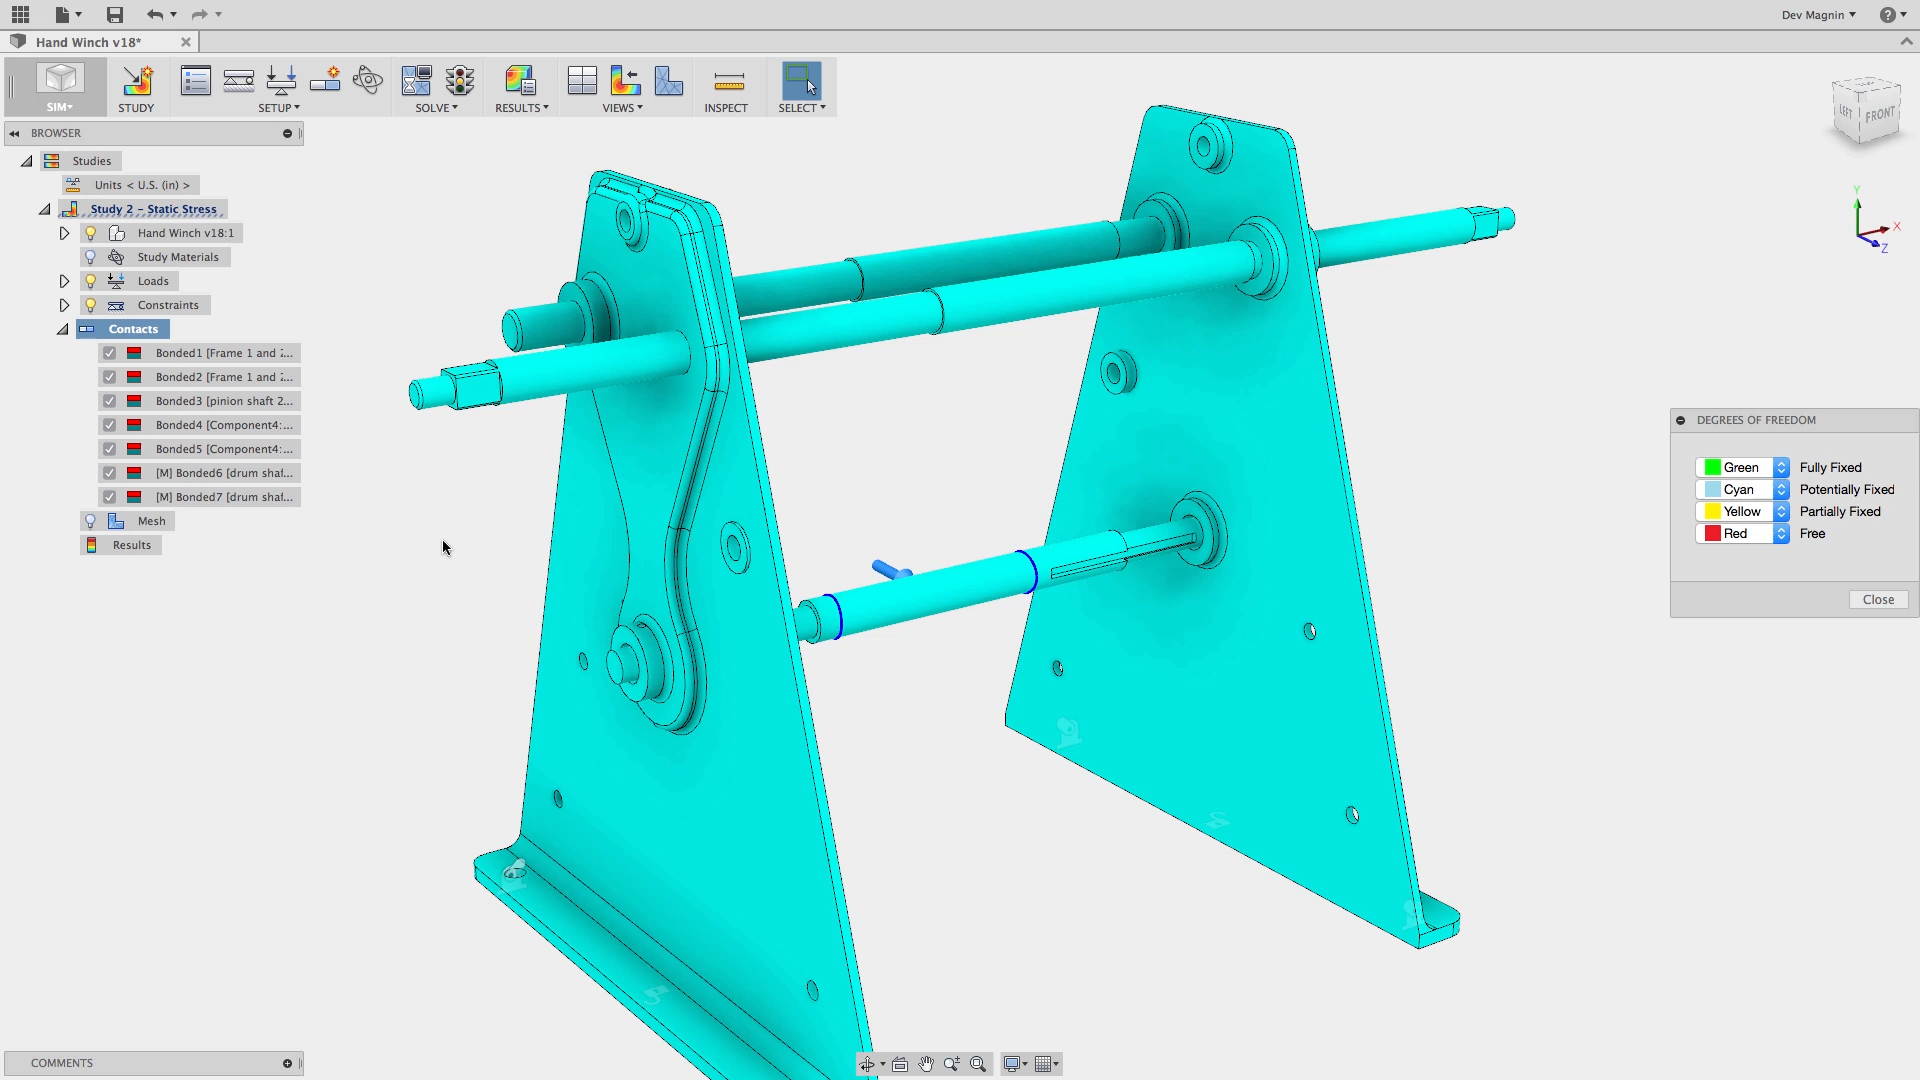 Dev Magnin
Hand Winch v18*
SIM▾
STUDY
SETUP▾
SOLVE▾
RESULTS▾
VIEWS▾
INSPECT
SELECT▾
LEFT
FRONT
BROWSER
Studies
Units < U.S. (in) >
Study 2 - Static Stress
Hand Winch v18:1
Study Materials
Loads
Constraints
Contacts
Bonded1 [Frame 1 and
Bonded2 [Frame 1 and
Bonded3 [pinion shaft 2...
Bonded4 [Component4:...
Bonded5 [Component4:...
[M] Bonded6 [drum shaf...
[M] Bonded7 [drum shaf...
Mesh
Results
Y
X
Z
DEGREES OF FREEDOM
Green Fully Fixed
Cyan Potentially Fixed
Yellow Partially Fixed
Red Free
Close
COMMENTS